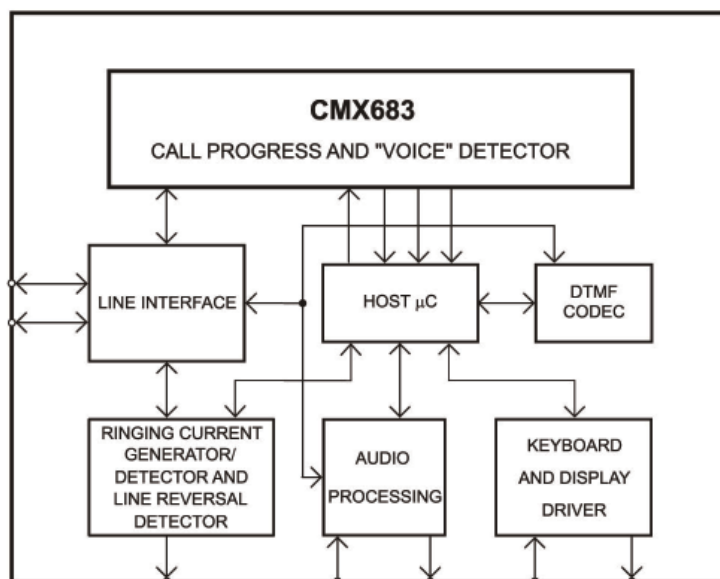 CMX683
CALL PROGRESS AND "VOICE" DETECTOR
LINE INTERFACE
HOST μC
DTMF
CODEC
RINGING CURRENT
GENERATOR/
DETECTOR AND
LINE REVERSAL
DETECTOR
AUDIO
PROCESSING
KEYBOARD
AND DISPLAY
DRIVER